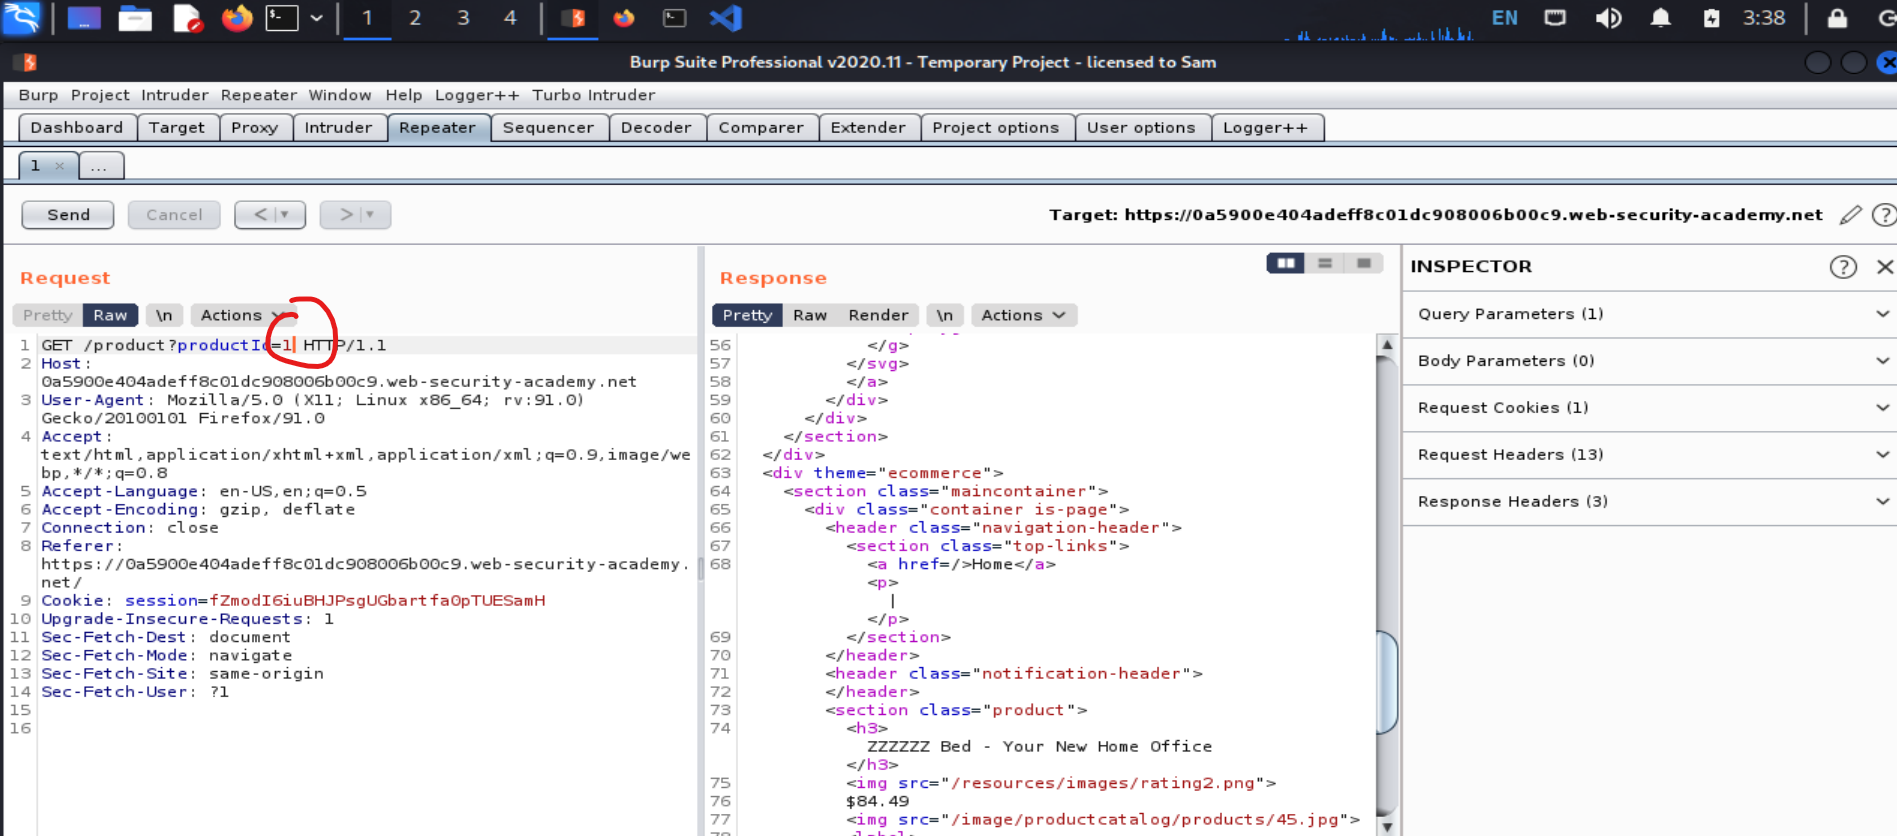 1 2 3 4 EN 3:38
Burp Suite Professional v2020.11 - Temporary Project - licensed to Sam
Burp Project Intruder Repeater Window Help Logger++ Turbo Intruder
Dashboard Target Proxy Intruder Repeater Sequencer Decoder Comparer Extender Project options User options Logger++
1 × ...
Send Cancel < > Target: https://0a5900e404adeff8c01dc908006b00c9.web-security-academy.net
Request
Pretty Raw \n Actions
1 GET /product?productId=1 HTTP/1.1
2 Host:
0a5900e404adeff8c01dc908006b00c9.web-security-academy.net
3 User-Agent: Mozilla/5.0 (X11; Linux x86_64; rv:91.0)
Gecko/20100101 Firefox/91.0
4 Accept:
text/html,application/xhtml+xml,application/xml;q=0.9,image/we
bp,*/*;q=0.8
5 Accept-Language: en-US,en;q=0.5
6 Accept-Encoding: gzip, deflate
7 Connection: close
8 Referer:
https://0a5900e404adeff8c01dc908006b00c9.web-security-academy.
net/
9 Cookie: session=fZmodI6iuBHJPsgUGbartfa0pTUESamH
10 Upgrade-Insecure-Requests: 1
11 Sec-Fetch-Dest: document
12 Sec-Fetch-Mode: navigate
13 Sec-Fetch-Site: same-origin
14 Sec-Fetch-User: ?1
15
16
Response
Pretty Raw Render \n Actions
56 </g>
57 </svg>
58 </a>
59 </div>
60 </div>
61 </section>
62 </div>
63 <div theme="ecommerce">
64 <section class="maincontainer">
65 <div class="container is-page">
66 <header class="navigation-header">
67 <section class="top-links">
68 <a href=/>Home</a>
<p>
|
</p>
69 </section>
70 </header>
71 <header class="notification-header">
72 </header>
73 <section class="product">
74 <h3>
ZZZZZZ Bed - Your New Home Office
</h3>
75 <img src="/resources/images/rating2.png">
76 $84.49
77 <img src="/image/productcatalog/products/45.jpg">
INSPECTOR
Query Parameters (1)
Body Parameters (0)
Request Cookies (1)
Request Headers (13)
Response Headers (3)